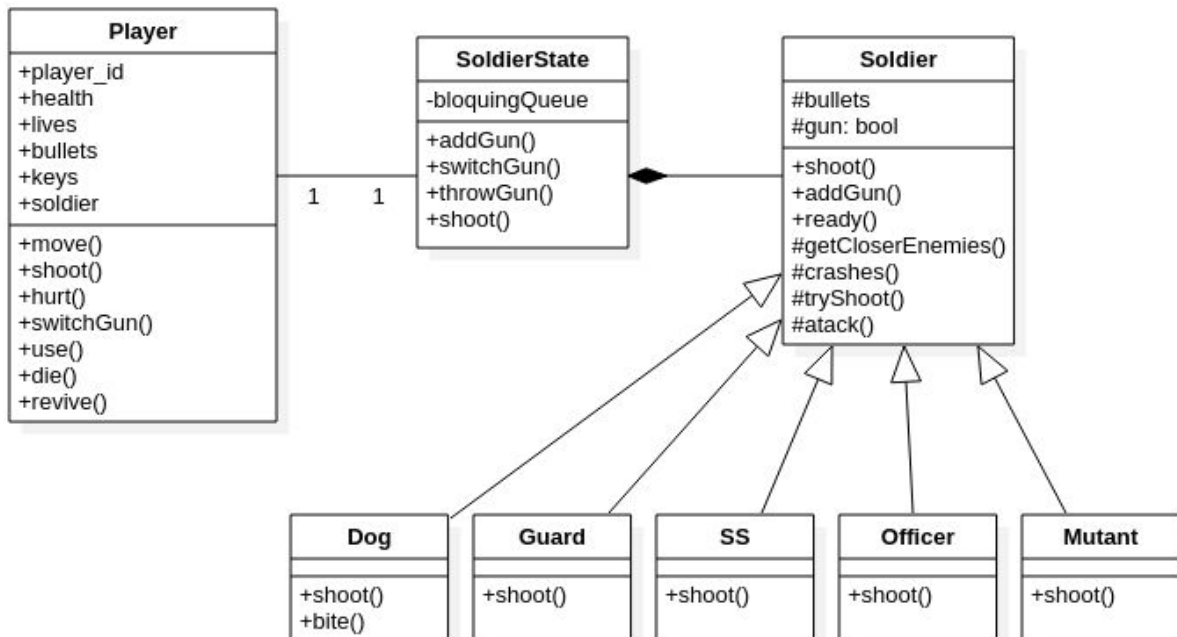 Player
+player_id
+health
+lives
+bullets
+keys
+soldier
+move()
+shoot()
+hurt()
+switchGun()
+use()
+die()
+revive()
1 1
SoldierState
-bloquingQueue
+addGun()
+switchGun()
+throwGun()
+shoot()
Soldier
#bullets
#gun: bool
+shoot()
+addGun()
+ready()
#getCloserEnemies()
#crashes()
#tryShoot()
#atack()
Dog
+shoot()
+bite()
Guard
+shoot()
SS
+shoot()
Officer
+shoot()
Mutant
+shoot()